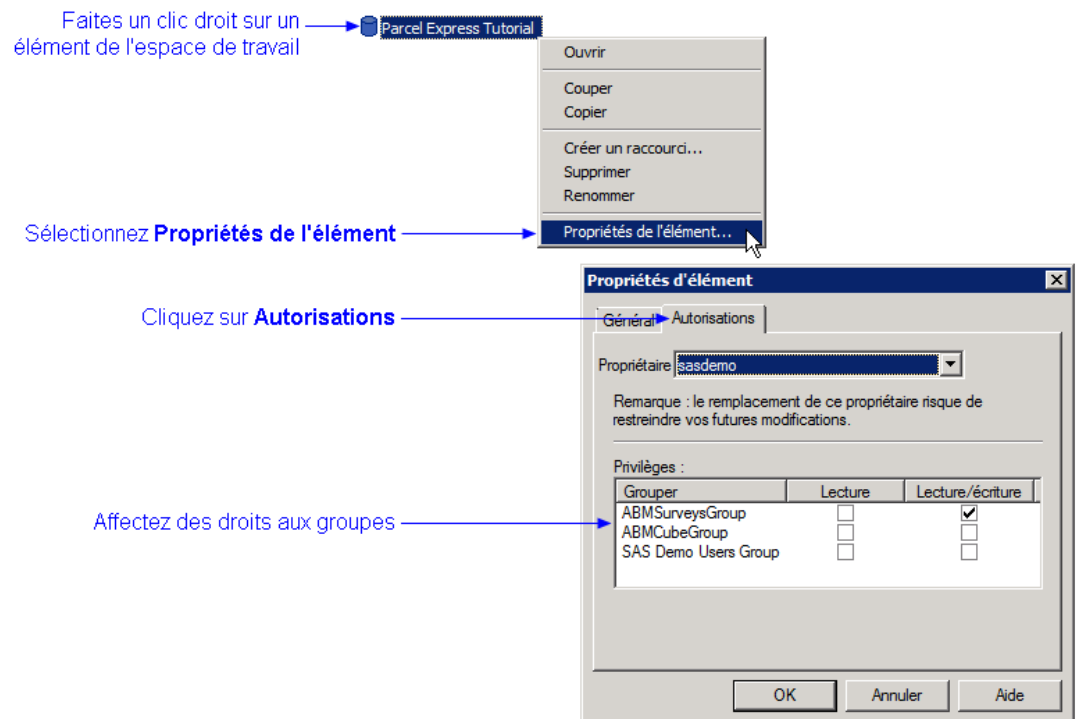 Faites un clic droit sur un
élément de l'espace de travail
Parcel Express Tutorial
Ouvrir
Couper
Copier
Créer un raccourci...
Supprimer
Renommer
Sélectionnez Propriétés de l'élément
Propriétés de l'élément...
Propriétés d'élément
Cliquez sur Autorisations
Général
Autorisations
Propriétaire
sasdemo
Remarque : le remplacement de ce propriétaire risque de
restreindre vos futures modifications.
Privilèges :
Grouper Lecture Lecture/écriture
Affectez des droits aux groupes
ABMSurveysGroup
ABMCubeGroup
SAS Demo Users Group
OK Annuler Aide